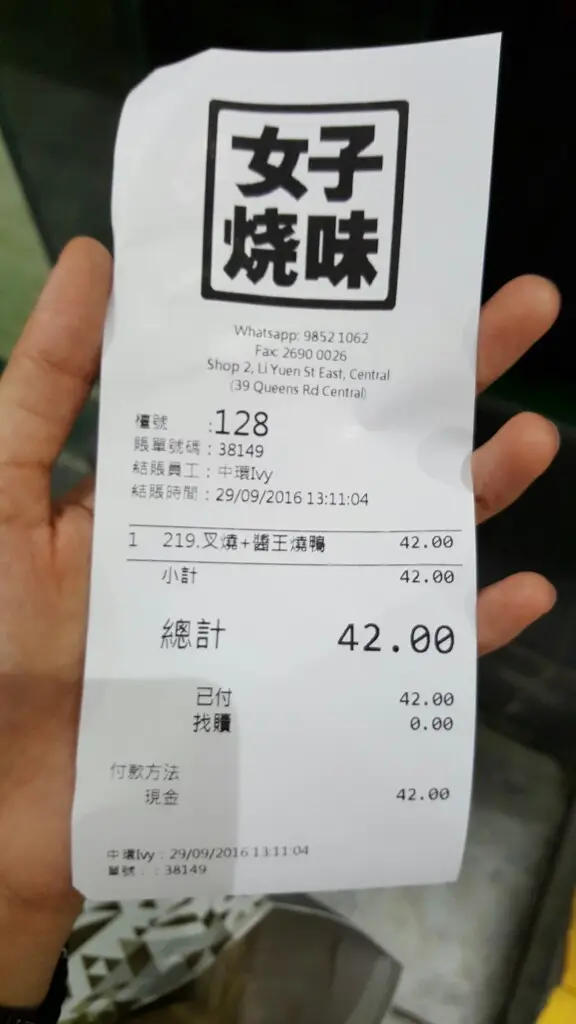 女子
燒味
Whatsapp: 9852 1062
Fax: 2690 0026
Shop 2, Li Yuen St East, Central
(39 Queens Rd Central)
檯號 :128
賬單號碼 : 38149
結賬員工 : 中環Ivy
結賬時間 : 29/09/2016 13:11:04
1 219.叉燒+醬王燒鴨 42.00
小計 42.00
總計 42.00
已付 42.00
找贖 0.00
付款方法
現金 42.00
中環Ivy : 29/09/2016 13:11:04
單號 : : 38149